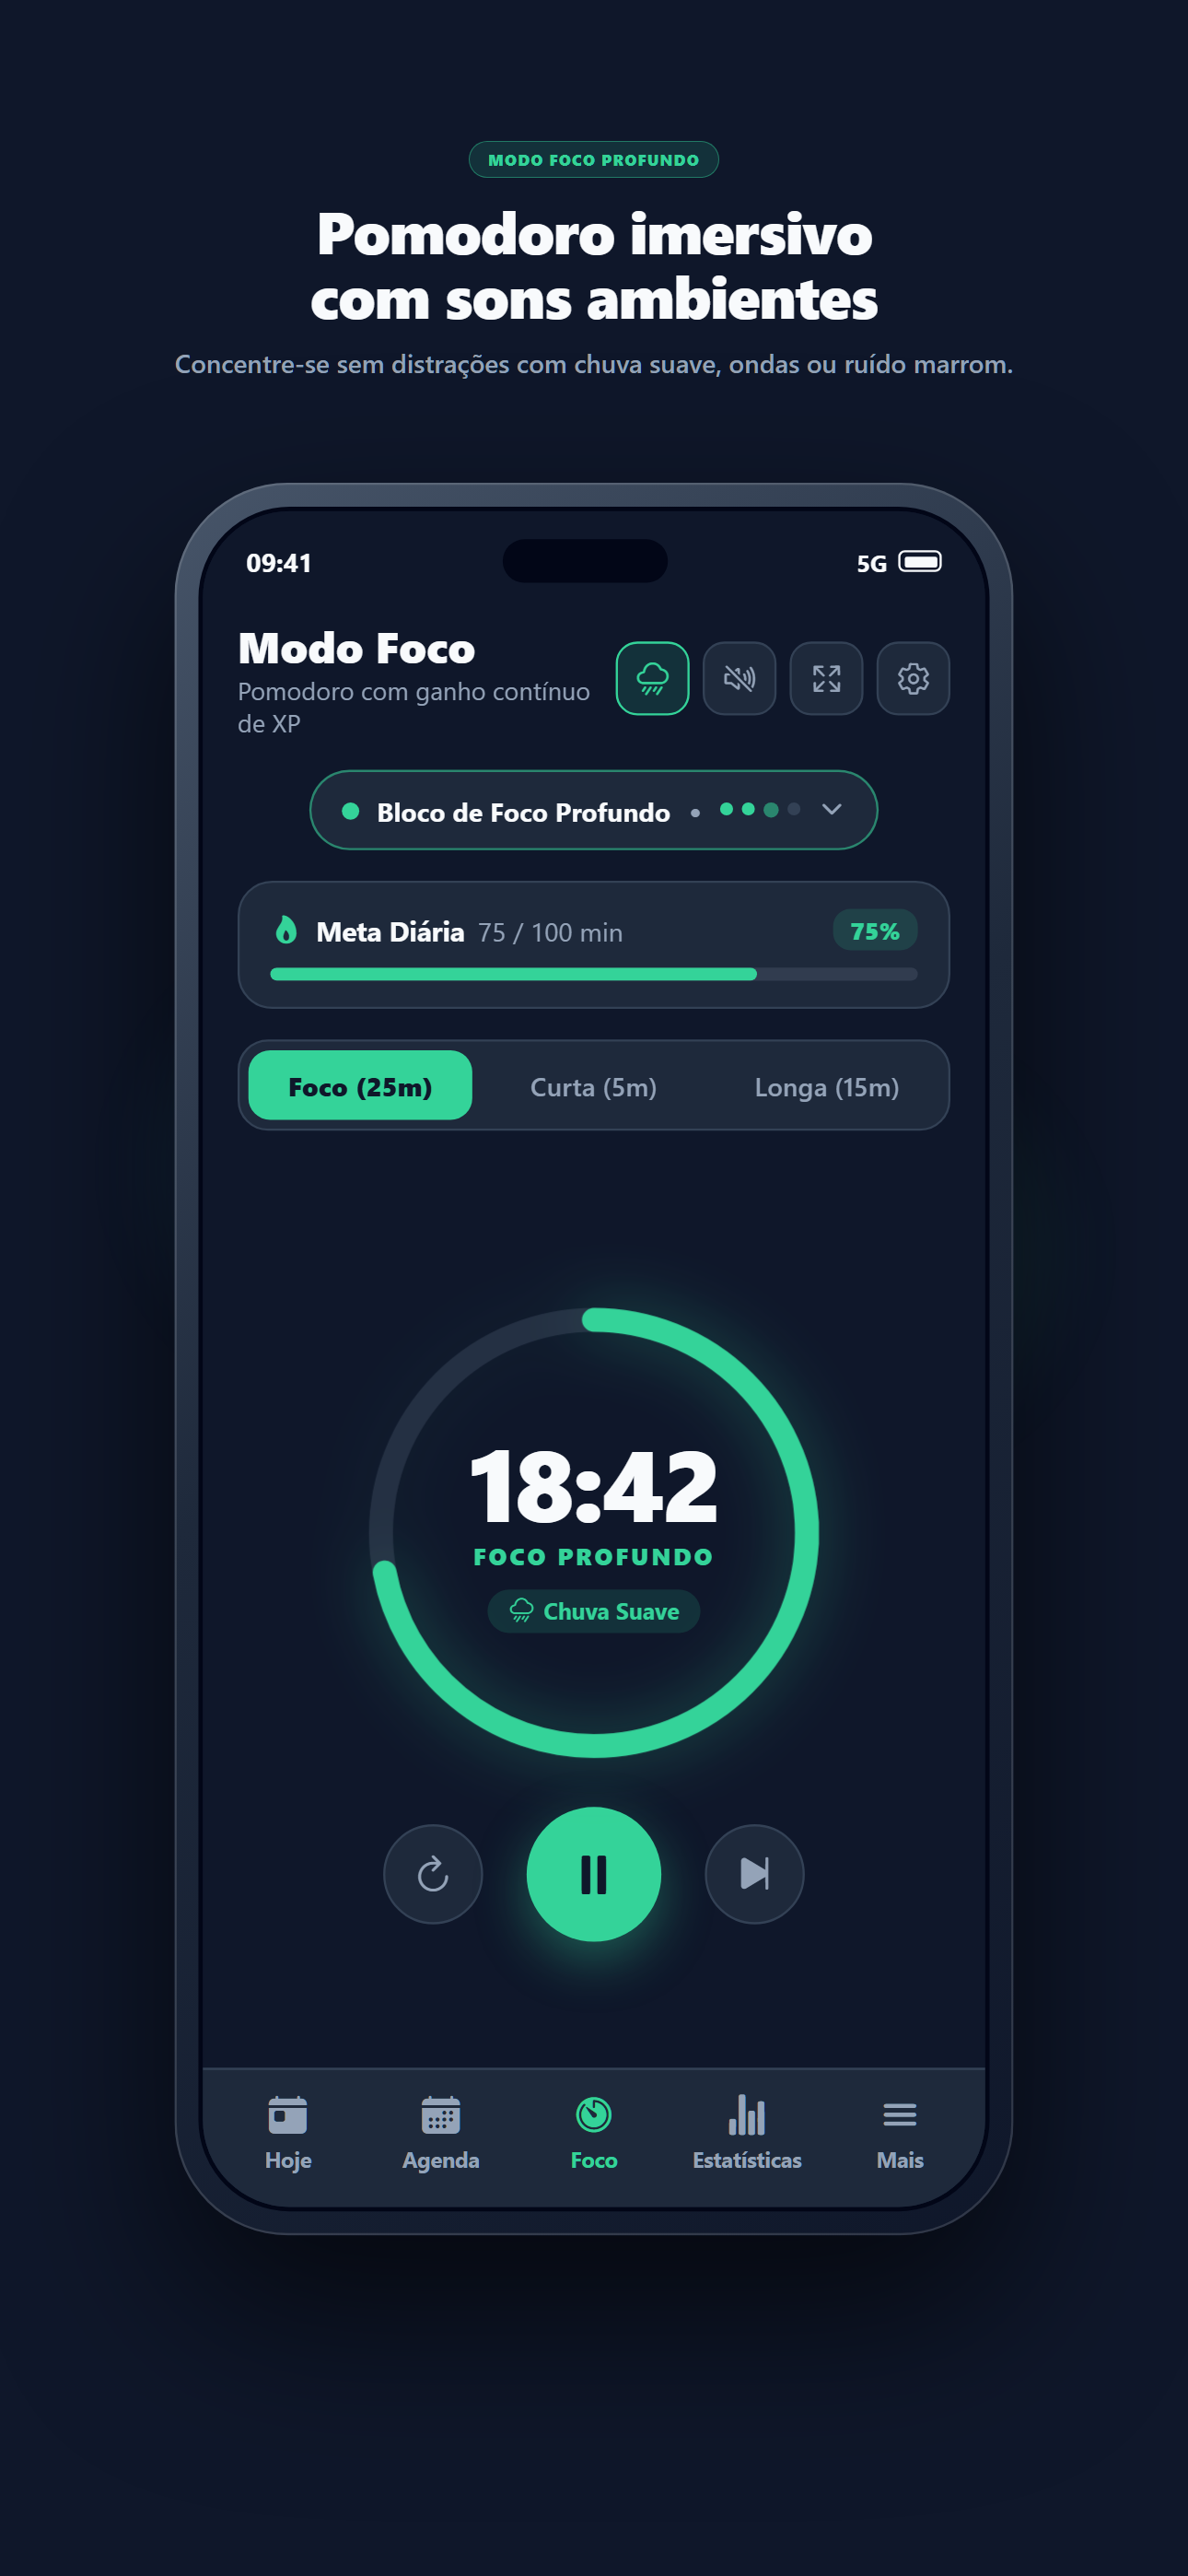 MODO FOCO PROFUNDO
Pomodoro imersivo
com sons ambientes
Concentre-se sem distrações com chuva suave, ondas ou ruído marrom.
09:41
5G
Modo Foco
Pomodoro com ganho contínuo
de XP
Bloco de Foco Profundo •
Meta Diária 75 / 100 min
75%
Foco (25m)
Curta (5m)
Longa (15m)
18:42
FOCO PROFUNDO
Chuva Suave
Hoje
Agenda
Foco
Estatísticas
Mais